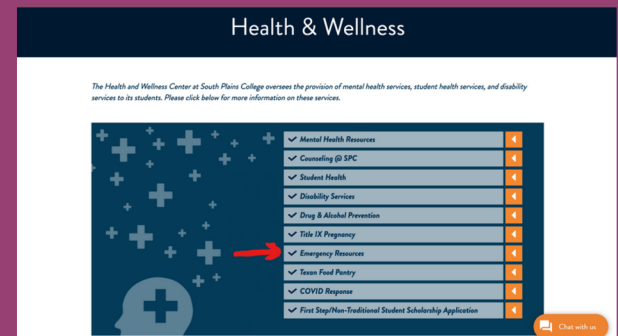 Health & Wellness
The Health and Wellness Center at South Plains College oversees the provision of mental health services, student health services, and disability
services to its students. Please click below for more information on these services.
Mental Health Resources
Counseling @ SPC
Student Health
Disability Services
Drug & Alcohol Prevention
Title IX Pregnancy
Emergency Resources
Texan Food Pantry
COVID Response
First Step/Non-Traditional Student Scholarship Application
Chat with us